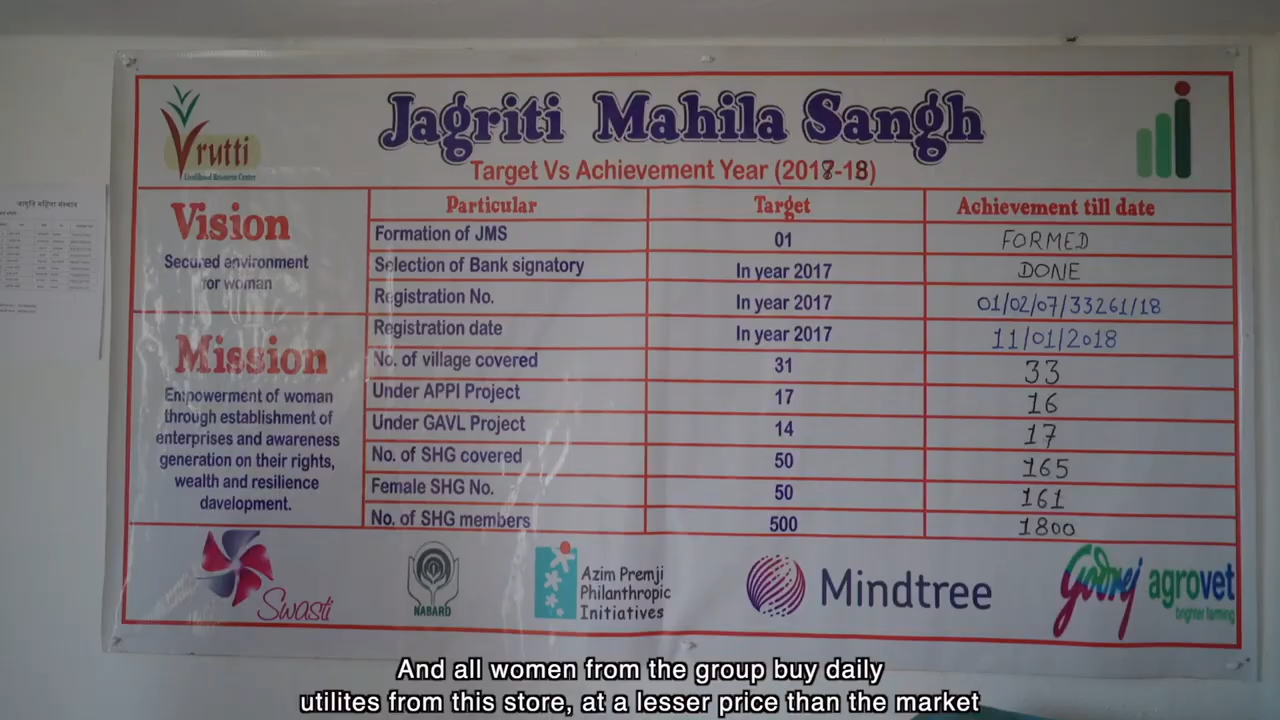 Vrutti
Livelihood Resource Center
Jagriti Mahila Sangh
Target Vs Achievement Year (2017-18)
Vision
Secured environment
for woman
Mission
Empowerment of woman
through establishment of
enterprises and awareness
generation on their rights,
wealth and resilience
davelopment.
Particular Target Achievement till date
Formation of JMS 01 FORMED
Selection of Bank signatory In year 2017 DONE
Registration No. In year 2017 01/02/07/33261/18
Registration date In year 2017 11/01/2018
No. of village covered 31 33
Under APPI Project 17 16
Under GAVL Project 14 17
No. of SHG covered 50 165
Female SHG No. 50 161
No. of SHG members 500 1800
Swasti
NABARD
Azim Premji
Philanthropic
Initiatives
Mindtree
Godrej agrovet
brighter farming
And all women from the group buy daily
utilites from this store, at a lesser price than the market